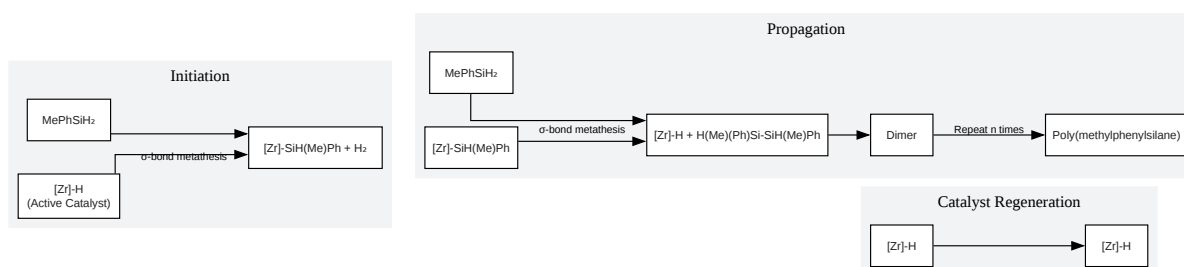 Initiation
MePhSiH₂
σ-bond metathesis
[Zr]-H
(Active Catalyst)
[Zr]-SiH(Me)Ph + H₂
Propagation
MePhSiH₂
[Zr]-SiH(Me)Ph
σ-bond metathesis
[Zr]-H + H(Me)(Ph)Si-SiH(Me)Ph
Dimer
Repeat n times
Poly(methylphenylsilane)
Catalyst Regeneration
[Zr]-H
[Zr]-H